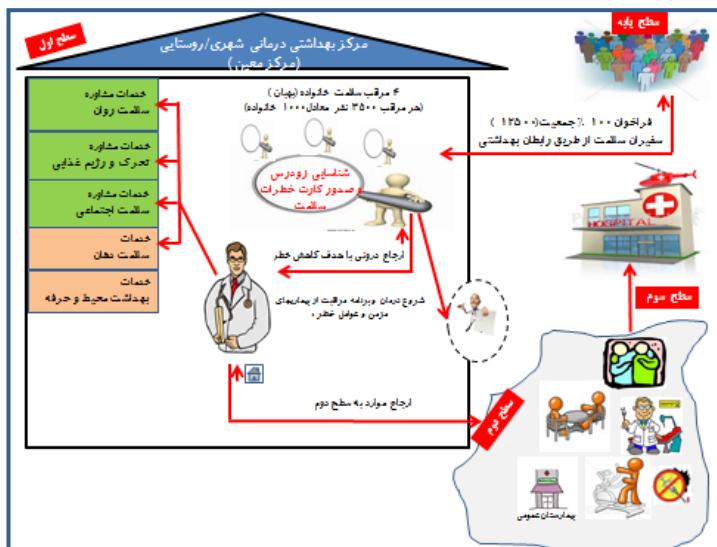 سطح اول
مرکز بهداشتی درمانی شهری/روستایی
(مرکز معین)
سطح پایه
خدمات مشاوره
سلامت روان
خدمات مشاوره
تحرک و رژیم غذایی
خدمات مشاوره
سلامت اجتماعی
خدمات
سلامت دهان
خدمات
بهداشت محیط و حرفه
۴ مراقب سلامت خانواده (بهبان)
(هر مراقب ۳۵۰۰ نفر معادل ۱۰۰۰ خانواده)
شناسایی زودرس
و صدور کارت خطرات
سلامت
فراخوان ۱۰۰ ٪ جمعیت (۱۲۵۰۰)
سفیران سلامت از طریق رابطان بهداشتی
HOSPITAL
ارجاع درونی با هدف کاهش خطر
شروع درمان و برنامه مراقبت از بیماریهای
مزمن و عوامل خطر
ارجاع موارد به سطح دوم
سطح سوم
سطح دوم
بیمارستان عمومی